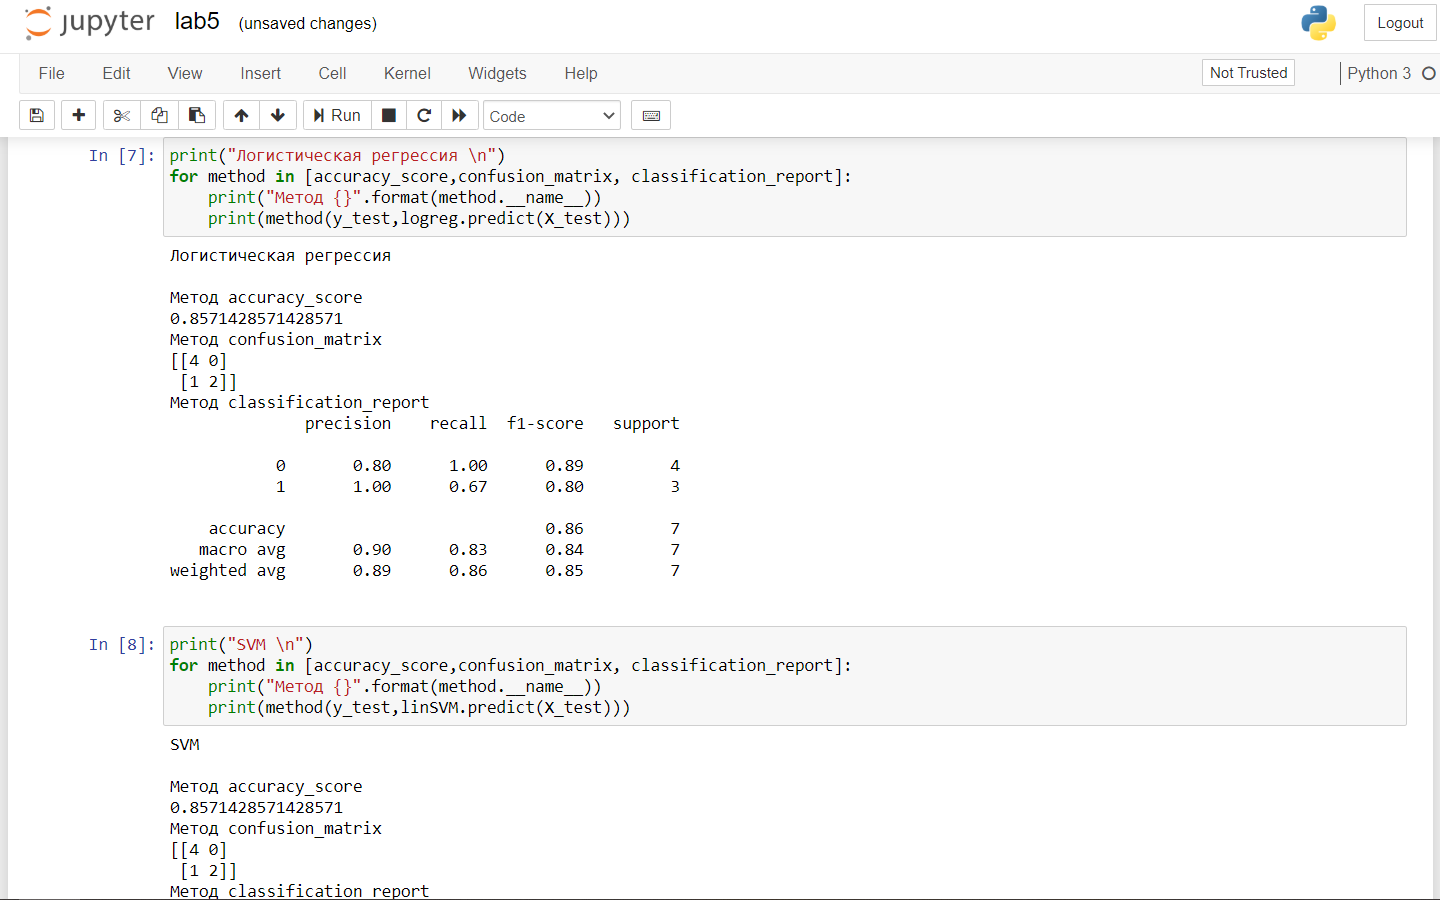 jupyter lab5 (unsaved changes) Logout
File Edit View Insert Cell Kernel Widgets Help Not Trusted Python 3
Run Code
In [7]: print("Логистическая регрессия \n")
for method in [accuracy_score,confusion_matrix, classification_report]:
    print("Метод {}".format(method.__name__))
    print(method(y_test,logreg.predict(X_test)))
Логистическая регрессия
Метод accuracy_score
0.8571428571428571
Метод confusion_matrix
[[4 0]
 [1 2]]
Метод classification_report
              precision    recall  f1-score   support
           0       0.80      1.00      0.89         4
           1       1.00      0.67      0.80         3
    accuracy                           0.86         7
   macro avg       0.90      0.83      0.84         7
weighted avg       0.89      0.86      0.85         7
In [8]: print("SVM \n")
for method in [accuracy_score,confusion_matrix, classification_report]:
    print("Метод {}".format(method.__name__))
    print(method(y_test,linSVM.predict(X_test)))
SVM
Метод accuracy_score
0.8571428571428571
Метод confusion_matrix
[[4 0]
 [1 2]]
Метод classification_report